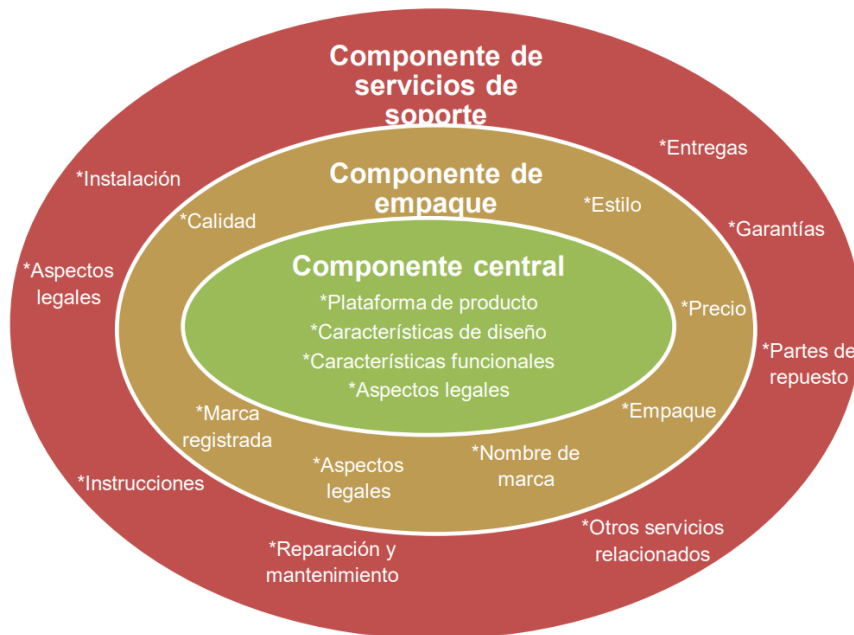 Componente de
servicios de
soporte
*Entregas
*Instalación
Componente de
empaque
*Estilo
*Calidad
*Garantías
*Aspectos
legales
Componente central
*Plataforma de producto
*Características de diseño
*Características funcionales
*Aspectos legales
*Precio
*Partes de
repuesto
*Empaque
*Marca
registrada
*Nombre de
marca
*Aspectos
legales
*Instrucciones
*Otros servicios
relacionados
*Reparación y
mantenimiento